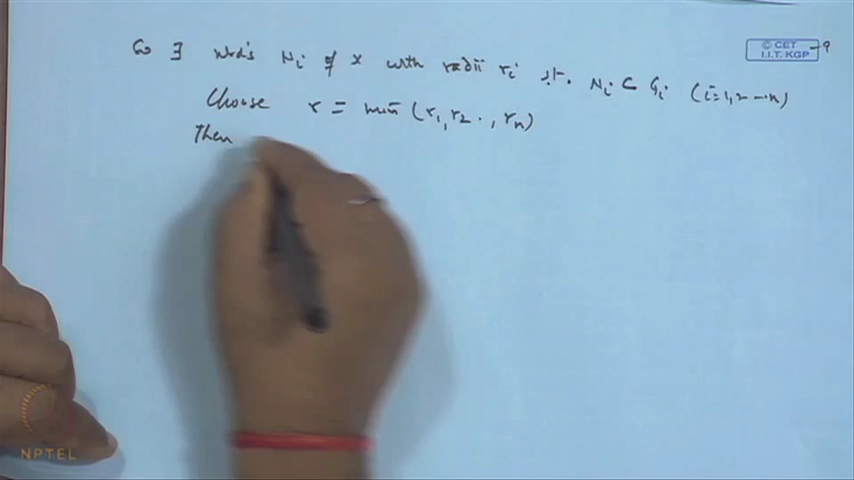 So ∃ nbd's Nᵢ of x with radii rᵢ s.t. Nᵢ ⊂ Gᵢ (i=1,2---n)
Choose r = min (r₁, r₂ . , rₙ)
Then
© CET
I.I.T. KGP
NPTEL